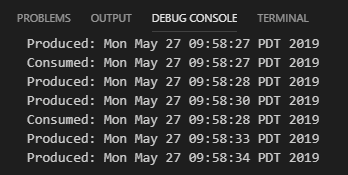 PROBLEMS OUTPUT DEBUG CONSOLE TERMINAL
Produced: Mon May 27 09:58:27 PDT 2019
Consumed: Mon May 27 09:58:27 PDT 2019
Produced: Mon May 27 09:58:28 PDT 2019
Produced: Mon May 27 09:58:30 PDT 2019
Consumed: Mon May 27 09:58:28 PDT 2019
Produced: Mon May 27 09:58:33 PDT 2019
Produced: Mon May 27 09:58:34 PDT 2019